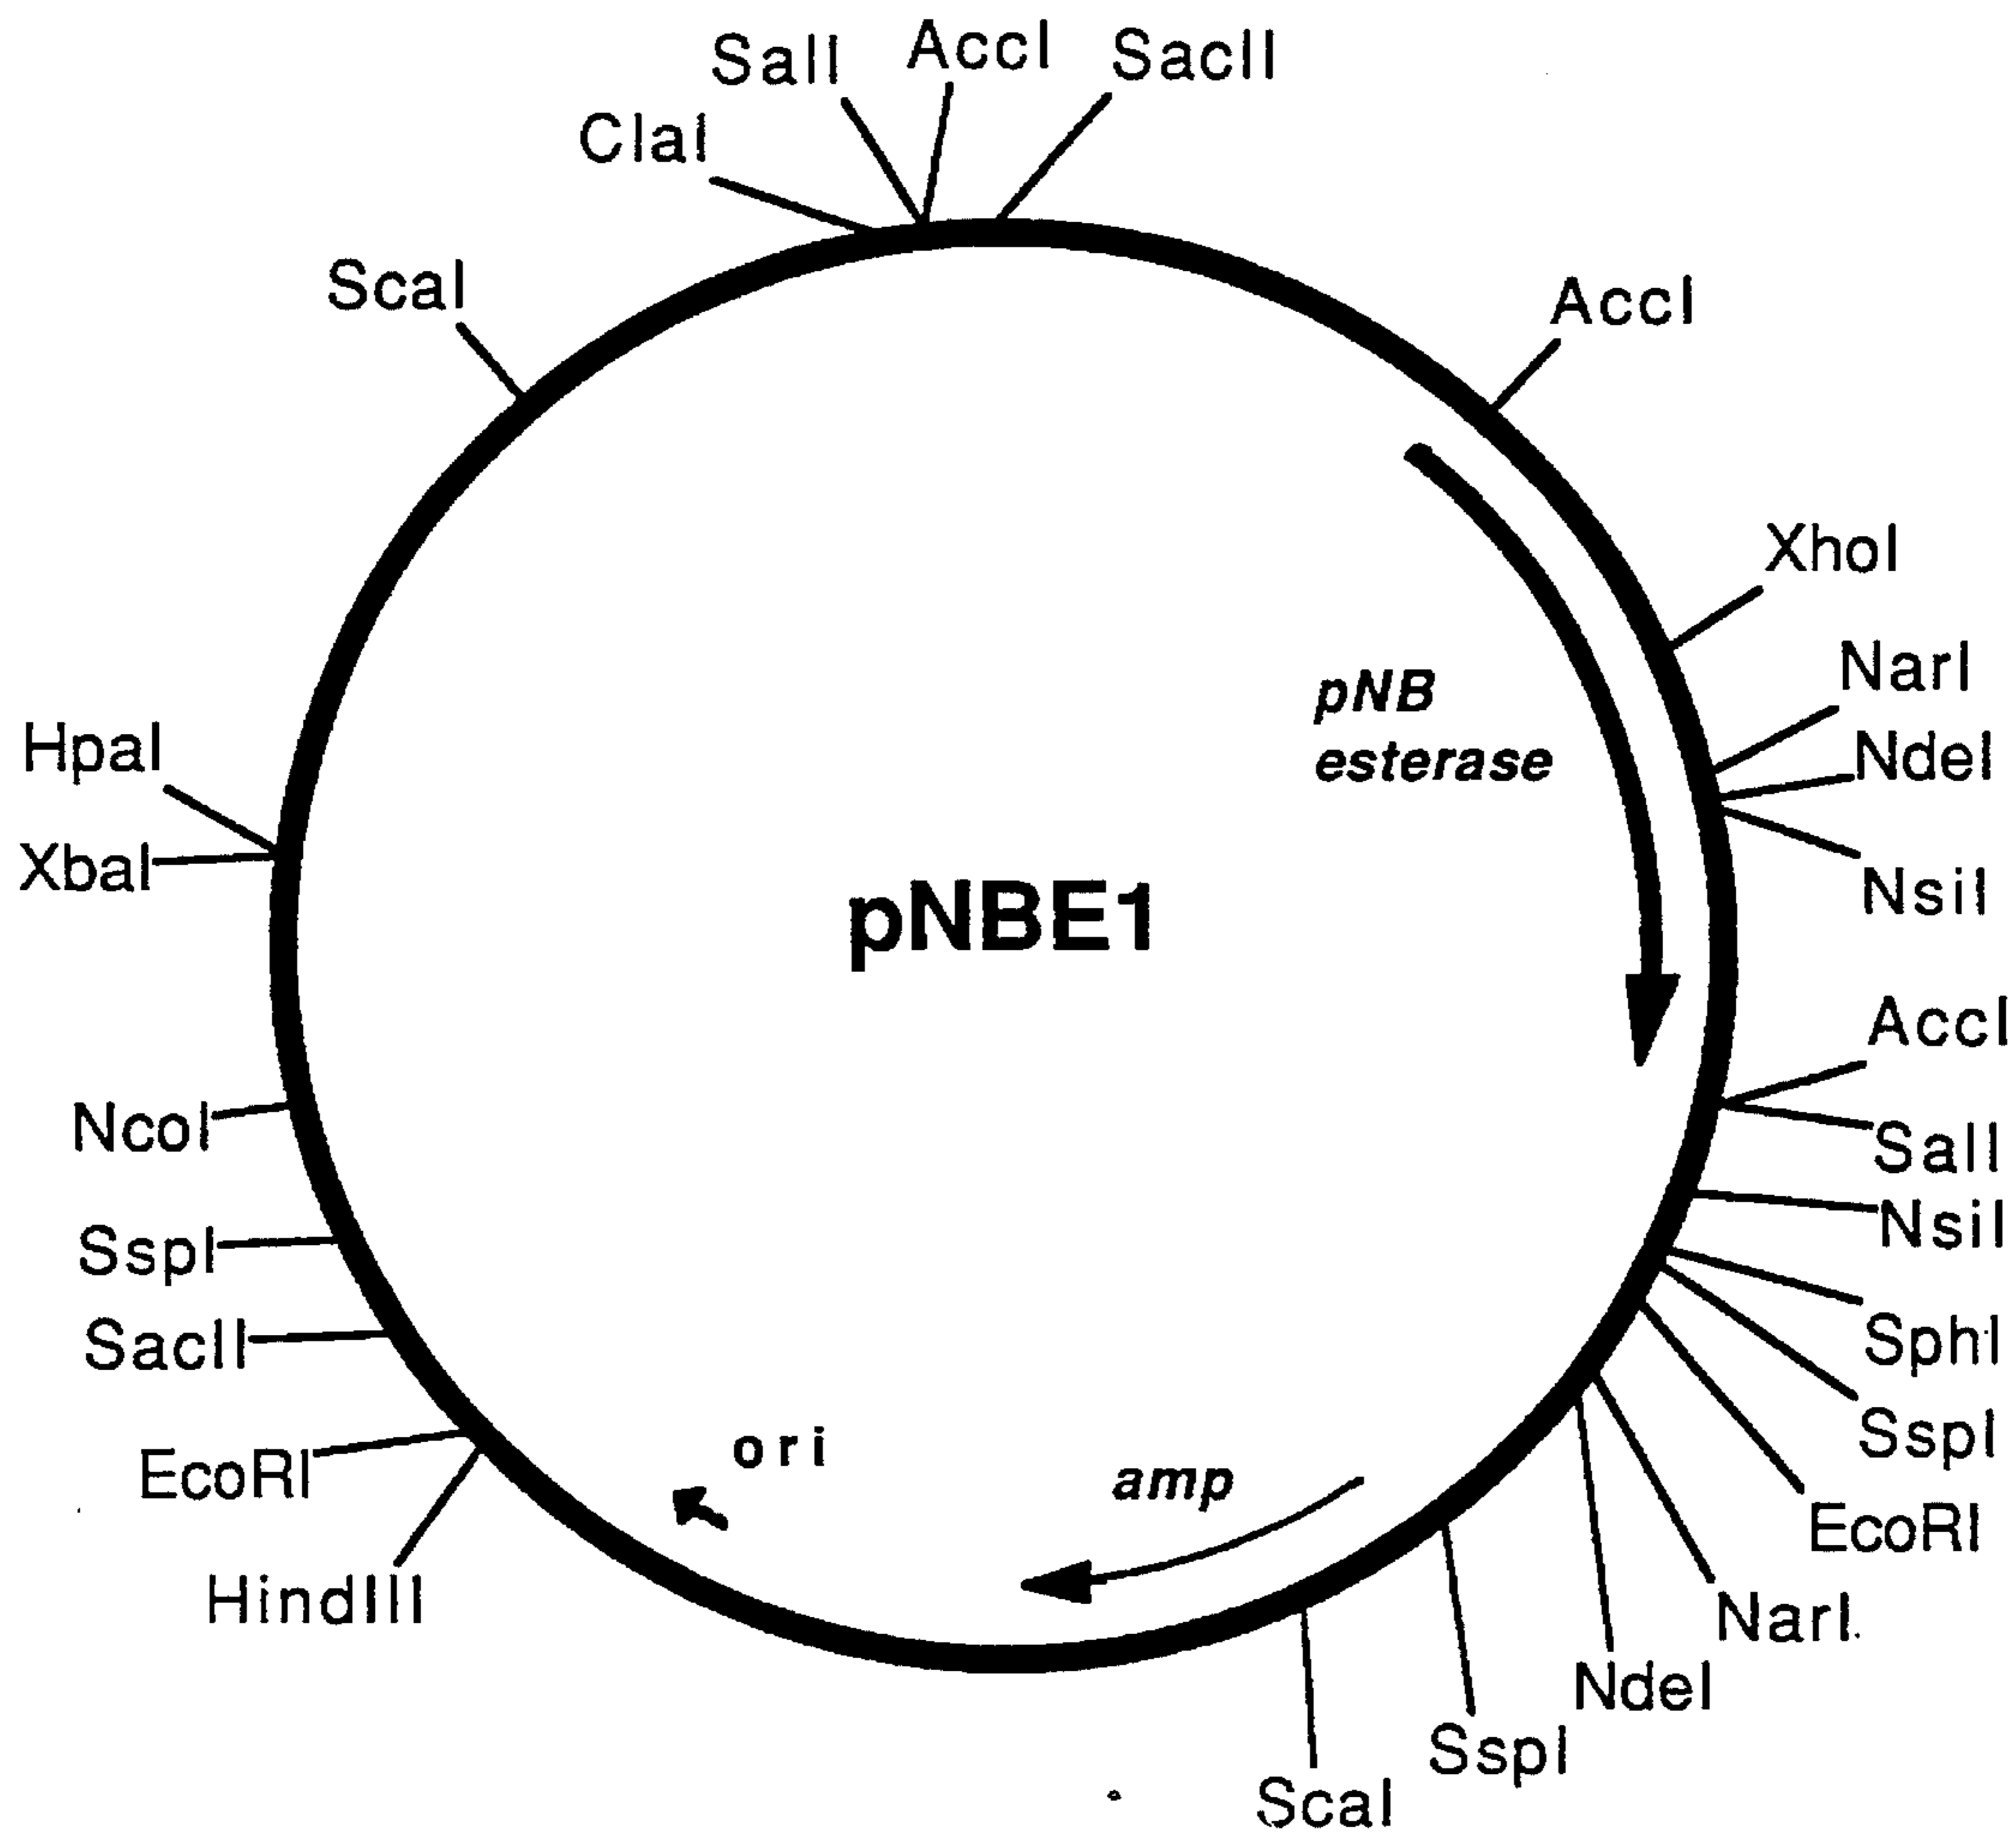 SalI
AccI
SacII
ClaI
ScaI
AccI
XhoI
NarI
NdeI
NsiI
pNB
esterase
HpaI
XbaI
pNBE1
AccI
SalI
NsiI
SphI
SspI
EcoRI
NarI
NdeI
SspI
ScaI
amp
ori
NcoI
SspI
SacII
EcoRI
HindIII